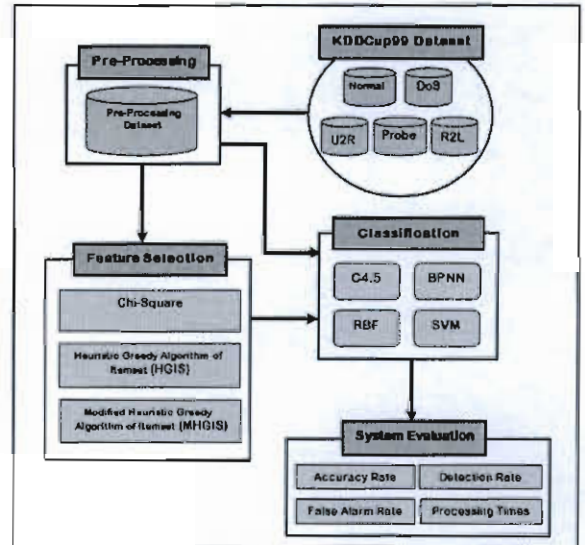 KDDCup99 Dataset
Normal
DoS
U2R
Probe
R2L
Pre-Processing
Pre-Processing
Dataset
Feature Selection
Chi-Square
Heuristic Greedy Algorithm of
Itemset (HGIS)
Modified Heuristic Greedy
Algorithm of Itemset (MHGIS)
Classification
C4.5
BPNN
RBF
SVM
System Evaluation
Accuracy Rate
Detection Rate
False Alarm Rate
Processing Times